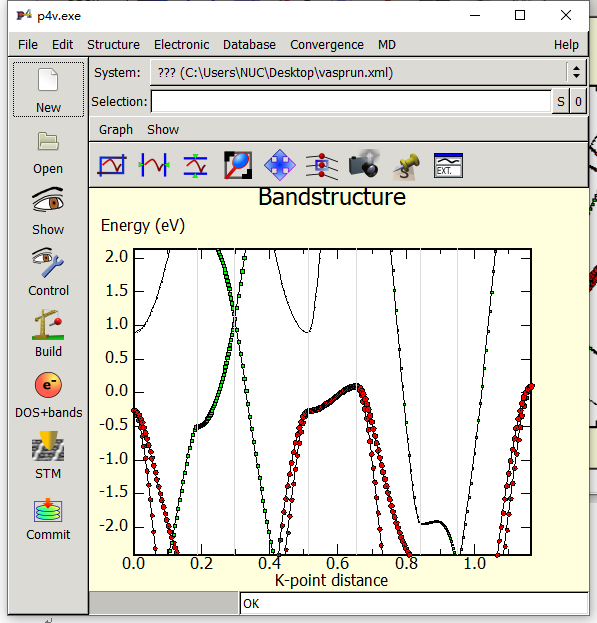 p4v.exe
File Edit Structure Electronic Database Convergence MD Help
System: ??? (C:\Users\NUC\Desktop\vasprun.xml)
Selection: S 0
Graph Show
EXT.
S
New
Open
Show
Control
Build
e-
DOS+bands
STM
Commit
Bandstructure
Energy (eV)
2.0
1.5
1.0
0.5
0.0
-0.5
-1.0
-1.5
-2.0
0.0 0.2 0.4 0.6 0.8 1.0
K-point distance
OK